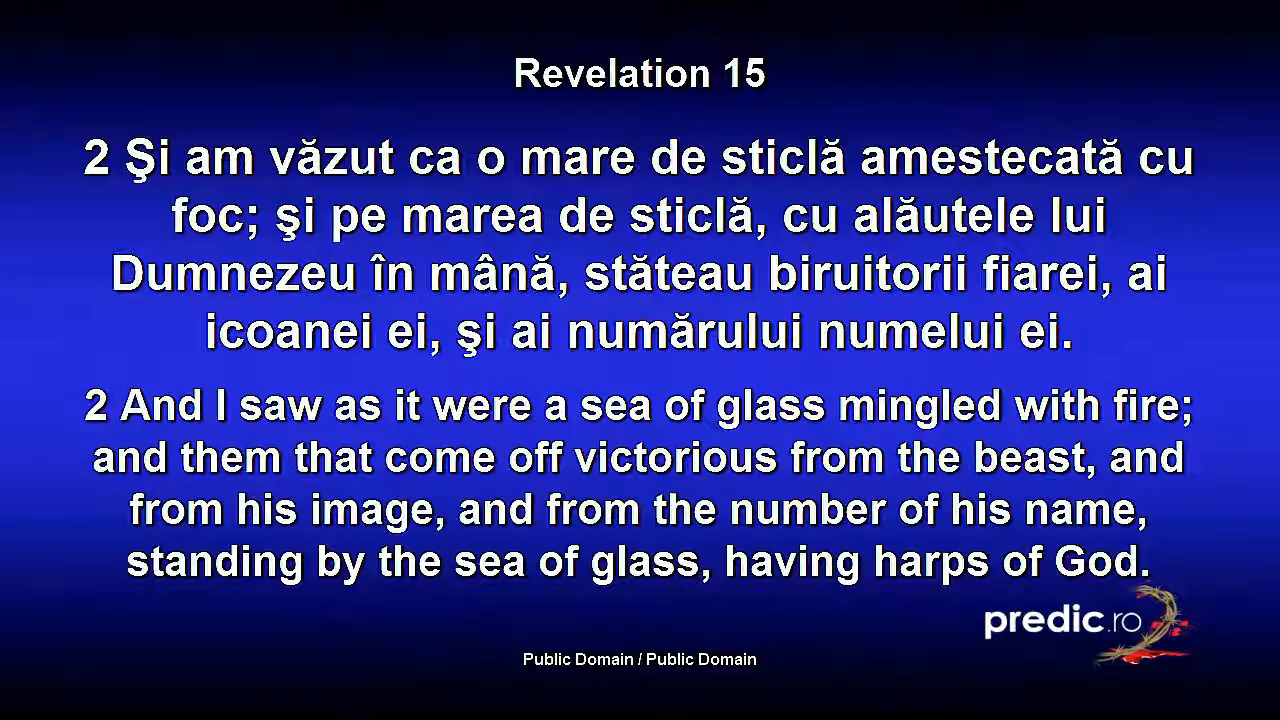 Revelation 15
2 Şi am văzut ca o mare de sticlă amestecată cu
foc; şi pe marea de sticlă, cu alăutele lui
Dumnezeu în mână, stăteau biruitorii fiarei, ai
icoanei ei, şi ai numărului numelui ei.
2 And I saw as it were a sea of glass mingled with fire;
and them that come off victorious from the beast, and
from his image, and from the number of his name,
standing by the sea of glass, having harps of God.
predic.ro
Public Domain / Public Domain